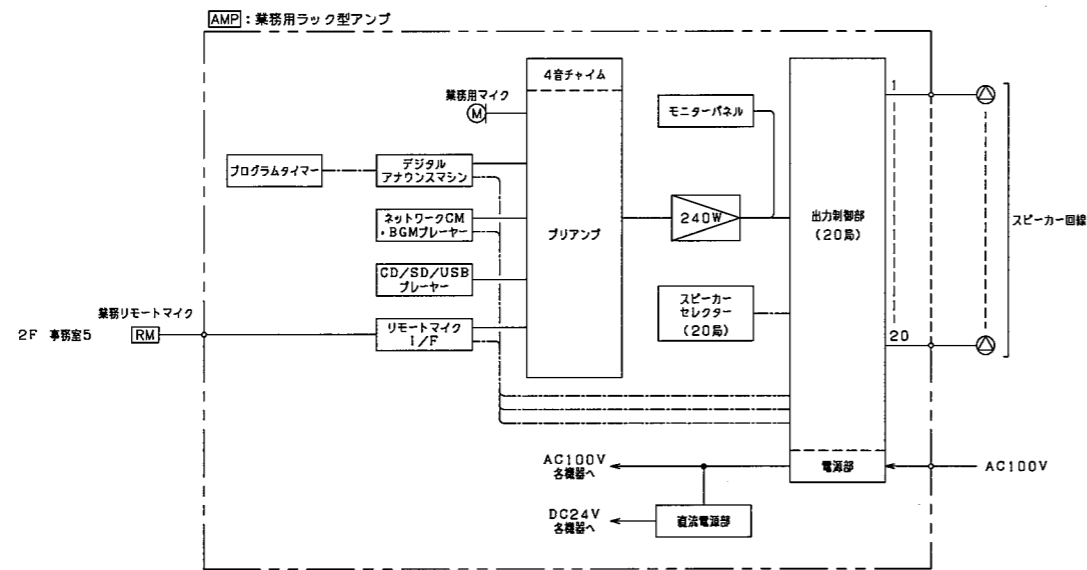 AMP：業務用ラック型アンプ
4音チャイム
業務用マイク
M
プログラムタイマー
デジタル
アナウンスマシン
ネットワークCM
・BGMプレーヤー
CD/SD/USB
プレーヤー
業務リモートマイク
2F 事務室5
RM
リモートマイク
I/F
プリアンプ
モニターパネル
240W
スピーカー
セレクター
(20局)
出力制御部
(20局)
1
20
スピーカー回線
電源部
AC100V
AC100V
各機器へ
DC24V
各機器へ
直流電源部